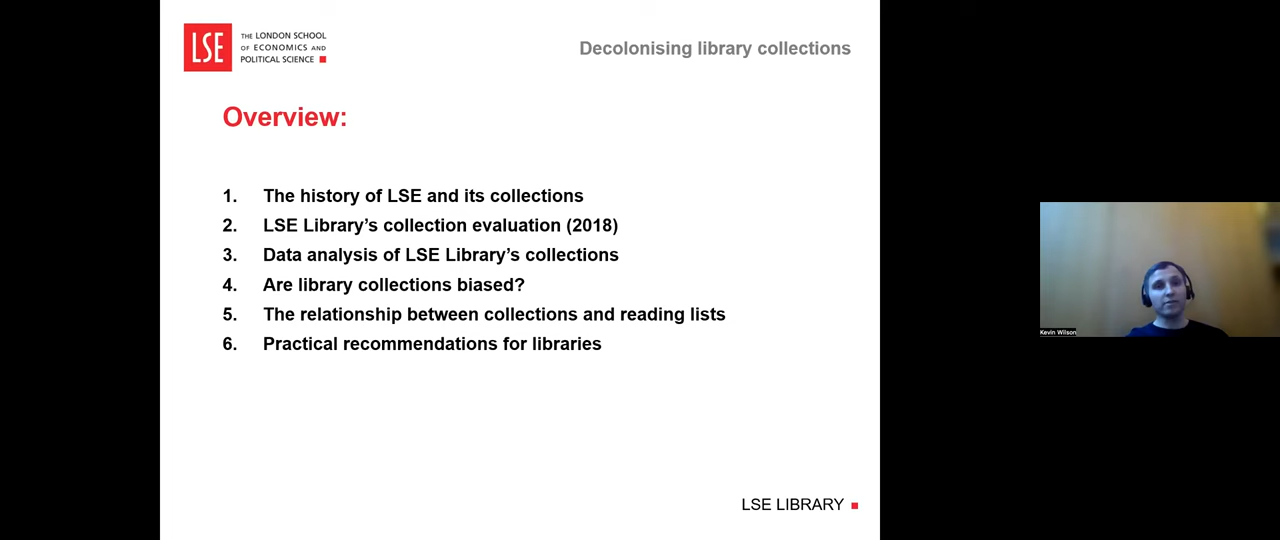 LSE
THE LONDON SCHOOL
OF ECONOMICS AND
POLITICAL SCIENCE
Decolonising library collections
Overview:
1. The history of LSE and its collections
2. LSE Library's collection evaluation (2018)
3. Data analysis of LSE Library's collections
4. Are library collections biased?
5. The relationship between collections and reading lists
6. Practical recommendations for libraries
Kevin Wilson
LSE LIBRARY